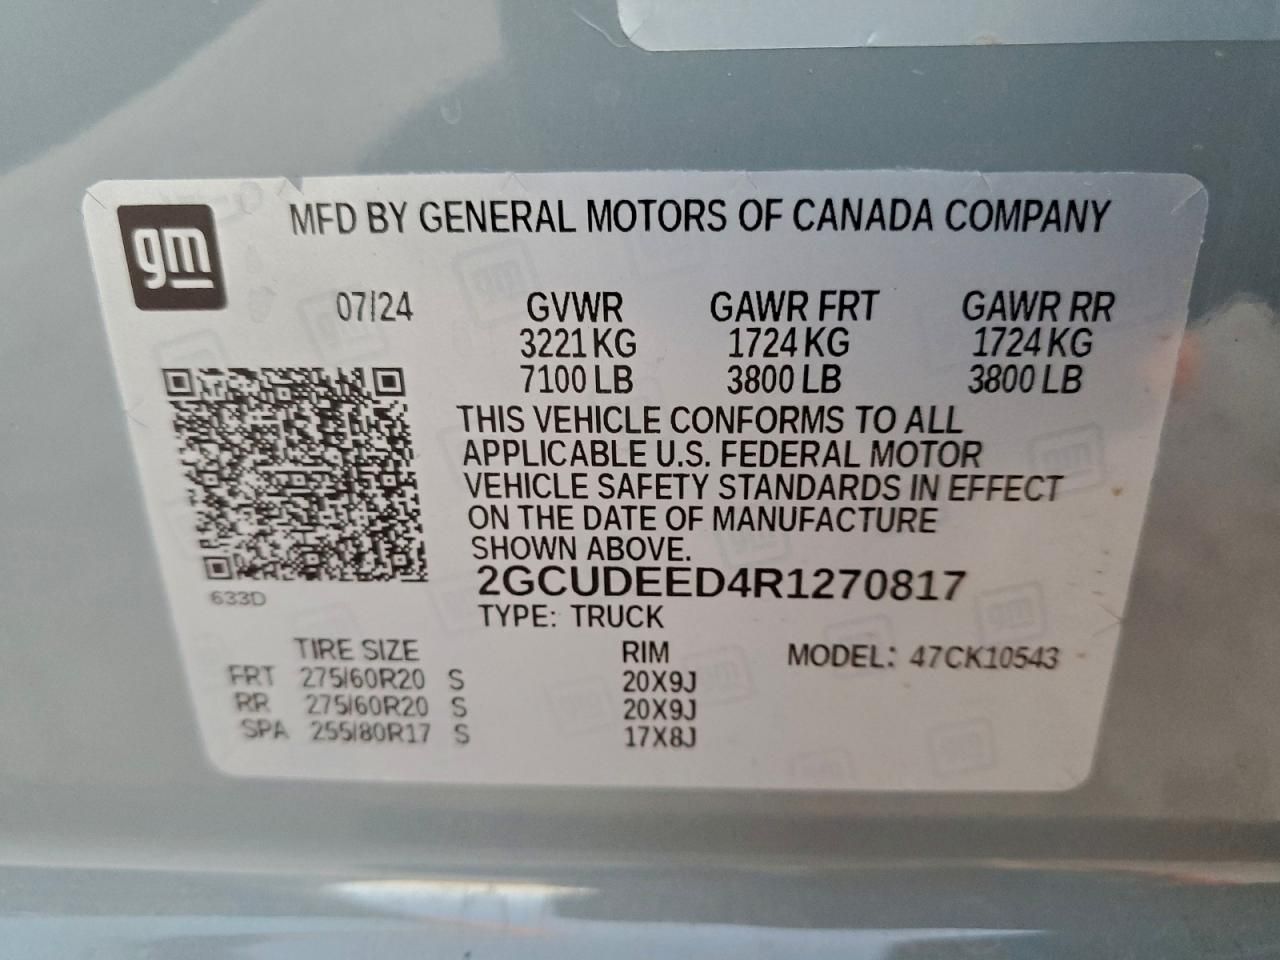 gm
MFD BY GENERAL MOTORS OF CANADA COMPANY
07/24 GVWR GAWR FRT GAWR RR
3221 KG 1724 KG 1724 KG
7100 LB 3800 LB 3800 LB
THIS VEHICLE CONFORMS TO ALL
APPLICABLE U.S. FEDERAL MOTOR
VEHICLE SAFETY STANDARDS IN EFFECT
ON THE DATE OF MANUFACTURE
SHOWN ABOVE.
2GCUDEED4R1270817
633D
TYPE: TRUCK
TIRE SIZE RIM MODEL: 47CK10543
FRT 275/60R20 S 20X9J
RR 275/60R20 S 20X9J
SPA 255/80R17 S 17X8J